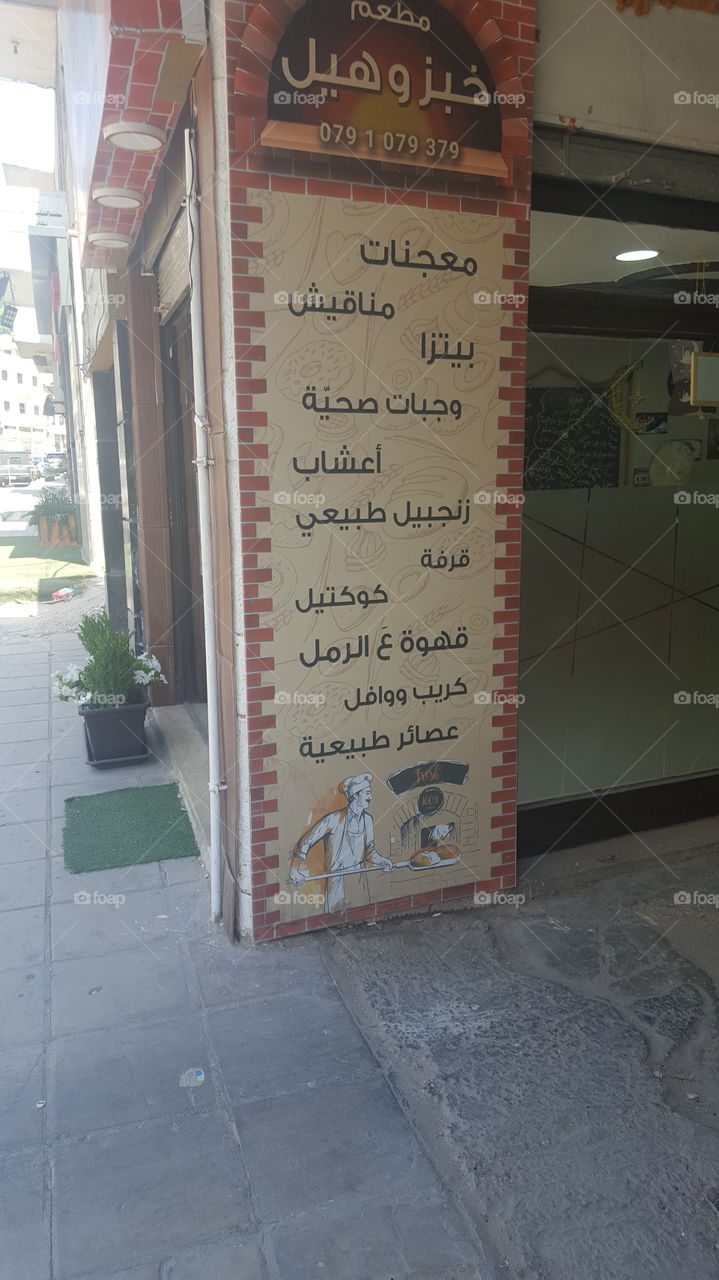 مطعم
خبز وهيل
079 1 079 379
معجنات
مناقيش
بيتزا
وجبات صحيّة
أعشاب
زنجبيل طبيعي
قرفة
كوكتيل
قهوة عَ الرمل
كريب ووافل
عصائر طبيعية
Fresh
100%
foap